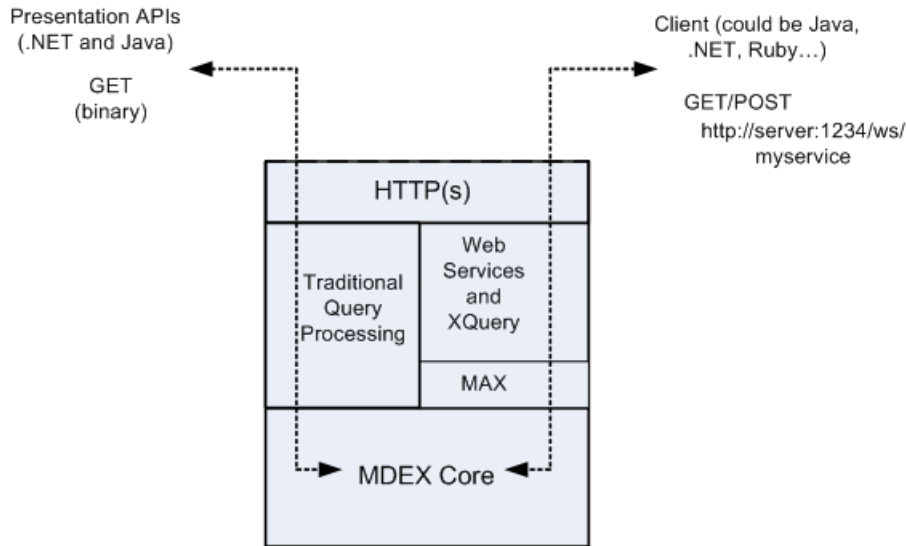 Presentation APIs
(.NET and Java)
GET
(binary)
Client (could be Java,
.NET, Ruby…)
GET/POST
http://server:1234/ws/
myservice
HTTP(s)
Traditional
Query
Processing
Web
Services
and
XQuery
MAX
MDEX Core